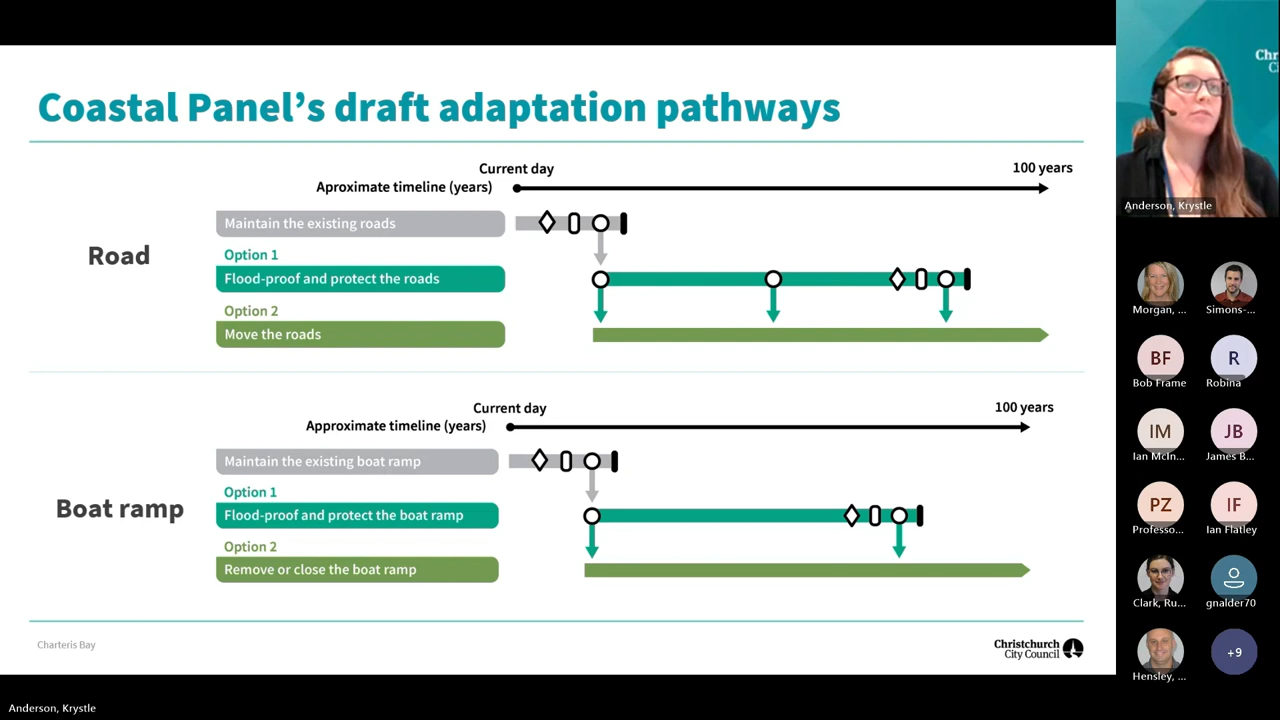 Coastal Panel's draft adaptation pathways
Current day
100 years
Aproximate timeline (years)
Road
Maintain the existing roads
Option 1
Flood-proof and protect the roads
Option 2
Move the roads
Current day
100 years
Approximate timeline (years)
Boat ramp
Maintain the existing boat ramp
Option 1
Flood-proof and protect the boat ramp
Option 2
Remove or close the boat ramp
Charteris Bay
Christchurch
City Council
Chr
Ci
Anderson, Krystle
Morgan, ...
Simons-...
BF
Bob Frame
R
Robina
IM
Ian McIn...
JB
James B...
PZ
Professo...
IF
Ian Flatley
Clark, Ru...
gnalder70
Hensley, ...
+9
Anderson, Krystle